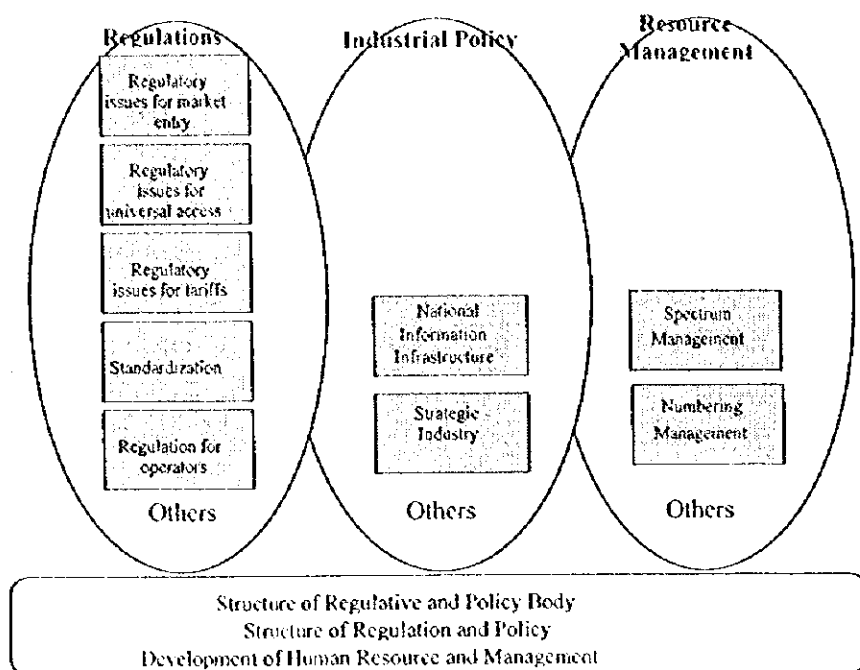 Regulations
Regulatory
issues for market
entry
Regulatory
issues for
universal access
Regulatory
issues for tariffs
Standardization
Regulation for
operators
Others
Industrial Policy
National
Information
Infrastructure
Strategic
Industry
Others
Resource
Management
Spectrum
Management
Numbering
Management
Others
Structure of Regulative and Policy Body
Structure of Regulation and Policy
Development of Human Resource and Management